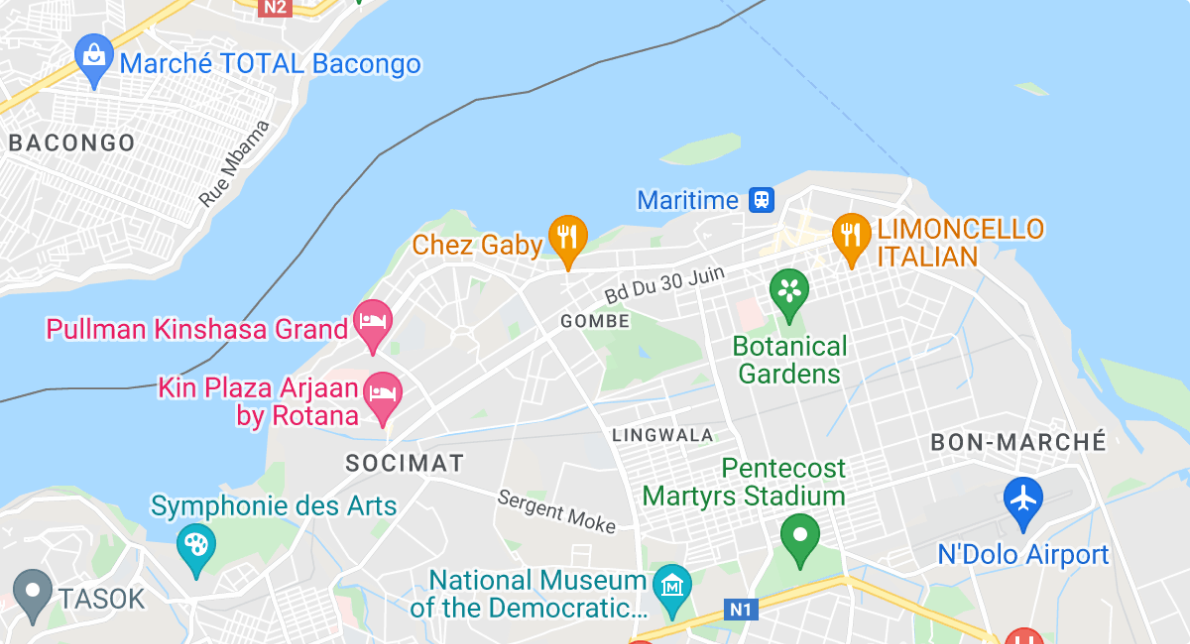 N2
Marché TOTAL Bacongo
BACONGO
Rue Mbama
Maritime
Chez Gaby
LIMONCELLO
ITALIAN
Bd Du 30 Juin
GOMBE
Pullman Kinshasa Grand
Botanical
Gardens
Kin Plaza Arjaan
by Rotana
LINGWALA
BON-MARCHÉ
SOCIMAT
Pentecost
Martyrs Stadium
Sergent Moke
Symphonie des Arts
N'Dolo Airport
National Museum
of the Democratic...
TASOK
N1